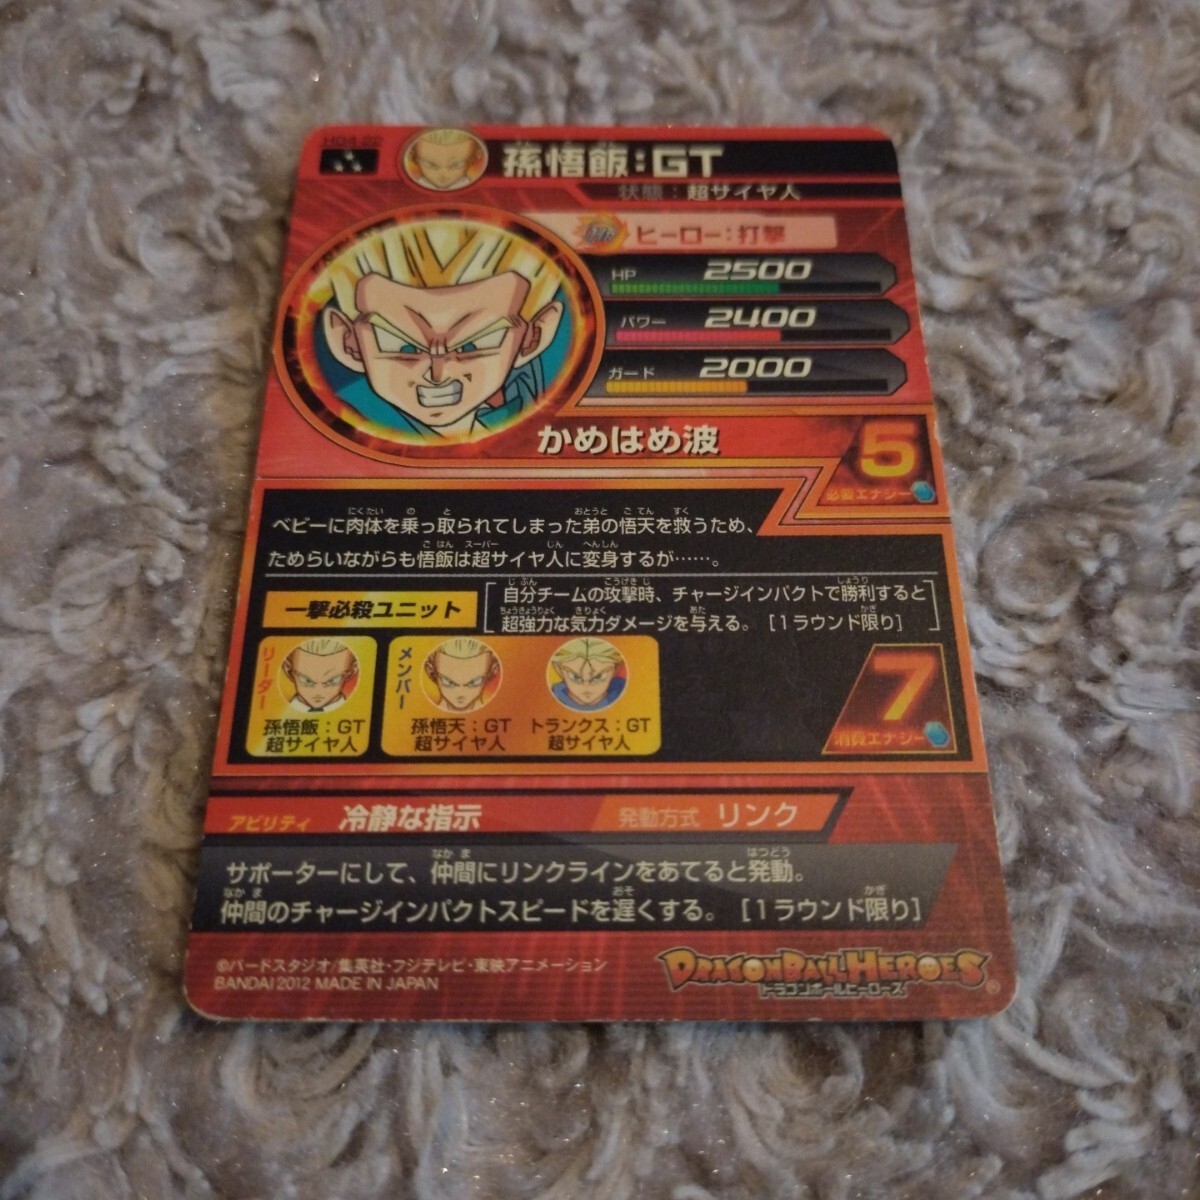 孫悟飯:GT
状態:超サイヤ人
ヒーロー:打撃
HP 2500
パワー 2400
ガード 2000
かめはめ波
5
必要エナジー
ベビーに肉体を乗っ取られてしまった弟の悟天を救うため、
ためらいながらも悟飯は超サイヤ人に変身するが……。
一撃必殺ユニット
自分チームの攻撃時、チャージインパクトで勝利すると
超強力な気力ダメージを与える。[1ラウンド限り]
リーダー
孫悟飯:GT
超サイヤ人
メンバー
孫悟天:GT
超サイヤ人
トランクス:GT
超サイヤ人
7
消費エナジー
アビリティ 冷静な指示 発動方式 リンク
サポーターにして、仲間にリンクラインをあてると発動。
仲間のチャージインパクトスピードを遅くする。[1ラウンド限り]
©バードスタジオ/集英社・フジテレビ・東映アニメーション
BANDAI 2012 MADE IN JAPAN
DRAGONBALL HEROES
ドラゴンボールヒーローズ